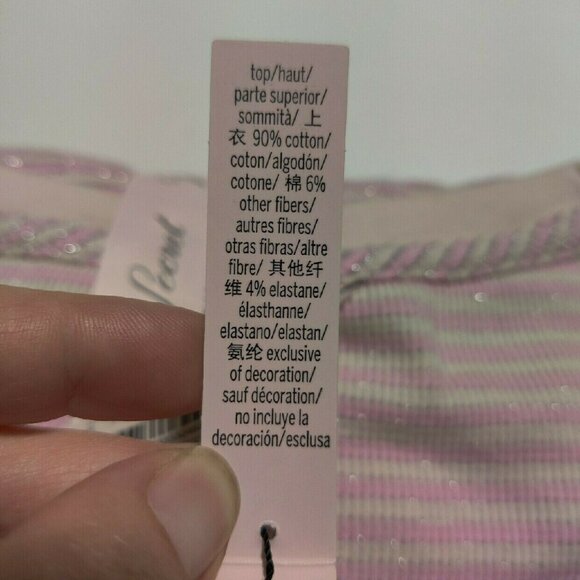 top/haut/
parte superior/
sommità/ 上
衣 90% cotton/
coton/algodón/
cotone/ 棉 6%
other fibers/
autres fibres/
otras fibras/altre
fibre/ 其他纤
维 4% elastane/
élasthanne/
elastano/elastan/
氨纶 exclusive
of decoration/
sauf décoration/
no incluye la
decoración/esclusa
Secret